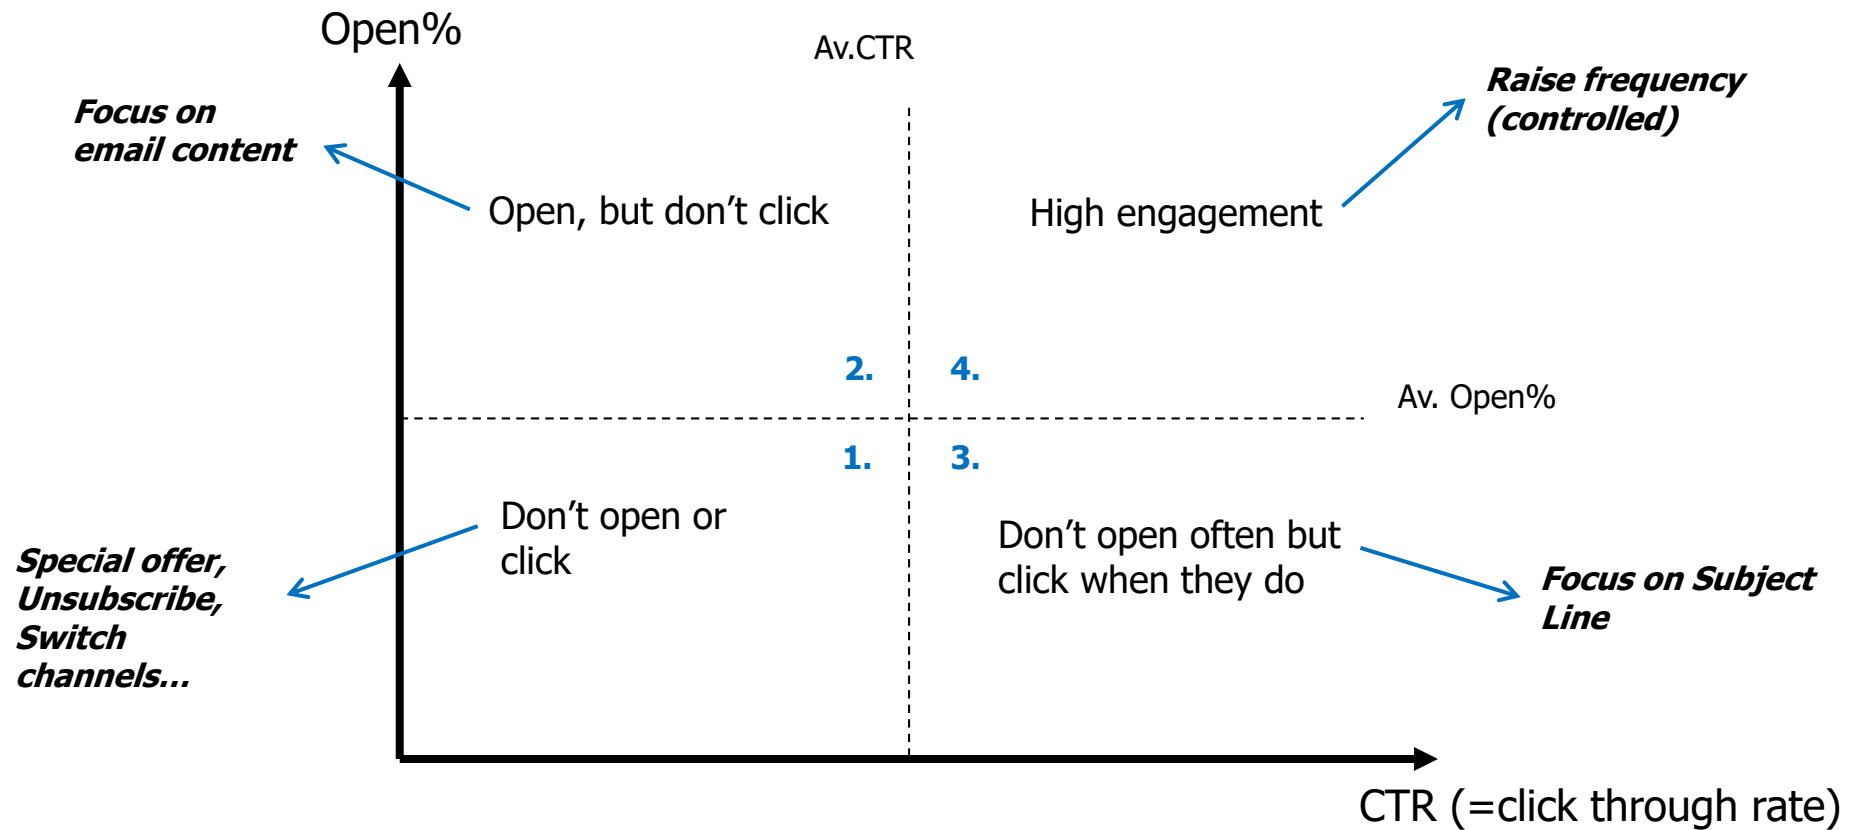 Open%
Av.CTR
Focus on
email content
Raise frequency
(controlled)
Open, but don’t click
High engagement
2.
4.
Av. Open%
1.
3.
Don’t open or
click
Don’t open often but
click when they do
Special offer,
Unsubscribe,
Switch
channels...
Focus on Subject
Line
CTR (=click through rate)